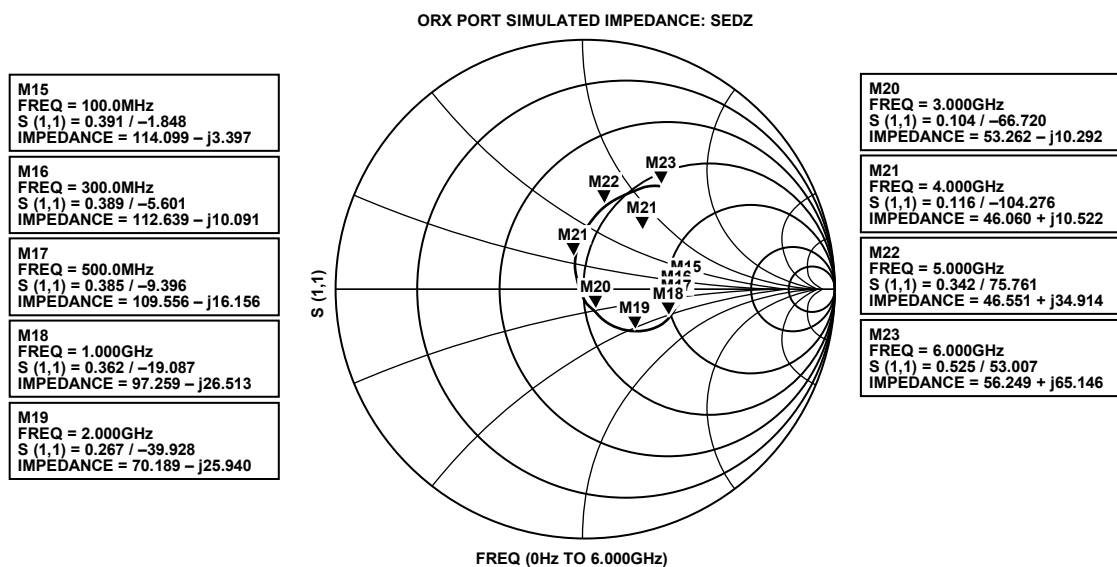 ORX PORT SIMULATED IMPEDANCE: SEDZ
M15
FREQ = 100.0MHz
S (1,1) = 0.391 / –1.848
IMPEDANCE = 114.099 – j3.397
M16
FREQ = 300.0MHz
S (1,1) = 0.389 / –5.601
IMPEDANCE = 112.639 – j10.091
M17
FREQ = 500.0MHz
S (1,1) = 0.385 / –9.396
IMPEDANCE = 109.556 – j16.156
M18
FREQ = 1.000GHz
S (1,1) = 0.362 / –19.087
IMPEDANCE = 97.259 – j26.513
M19
FREQ = 2.000GHz
S (1,1) = 0.267 / –39.928
IMPEDANCE = 70.189 – j25.940
S (1,1)
M23
M22
M21
M21
M15
M16
M17
M20
M18
M19
FREQ (0Hz TO 6.000GHz)
M20
FREQ = 3.000GHz
S (1,1) = 0.104 / –66.720
IMPEDANCE = 53.262 – j10.292
M21
FREQ = 4.000GHz
S (1,1) = 0.116 / –104.276
IMPEDANCE = 46.060 + j10.522
M22
FREQ = 5.000GHz
S (1,1) = 0.342 / 75.761
IMPEDANCE = 46.551 + j34.914
M23
FREQ = 6.000GHz
S (1,1) = 0.525 / 53.007
IMPEDANCE = 56.249 + j65.146